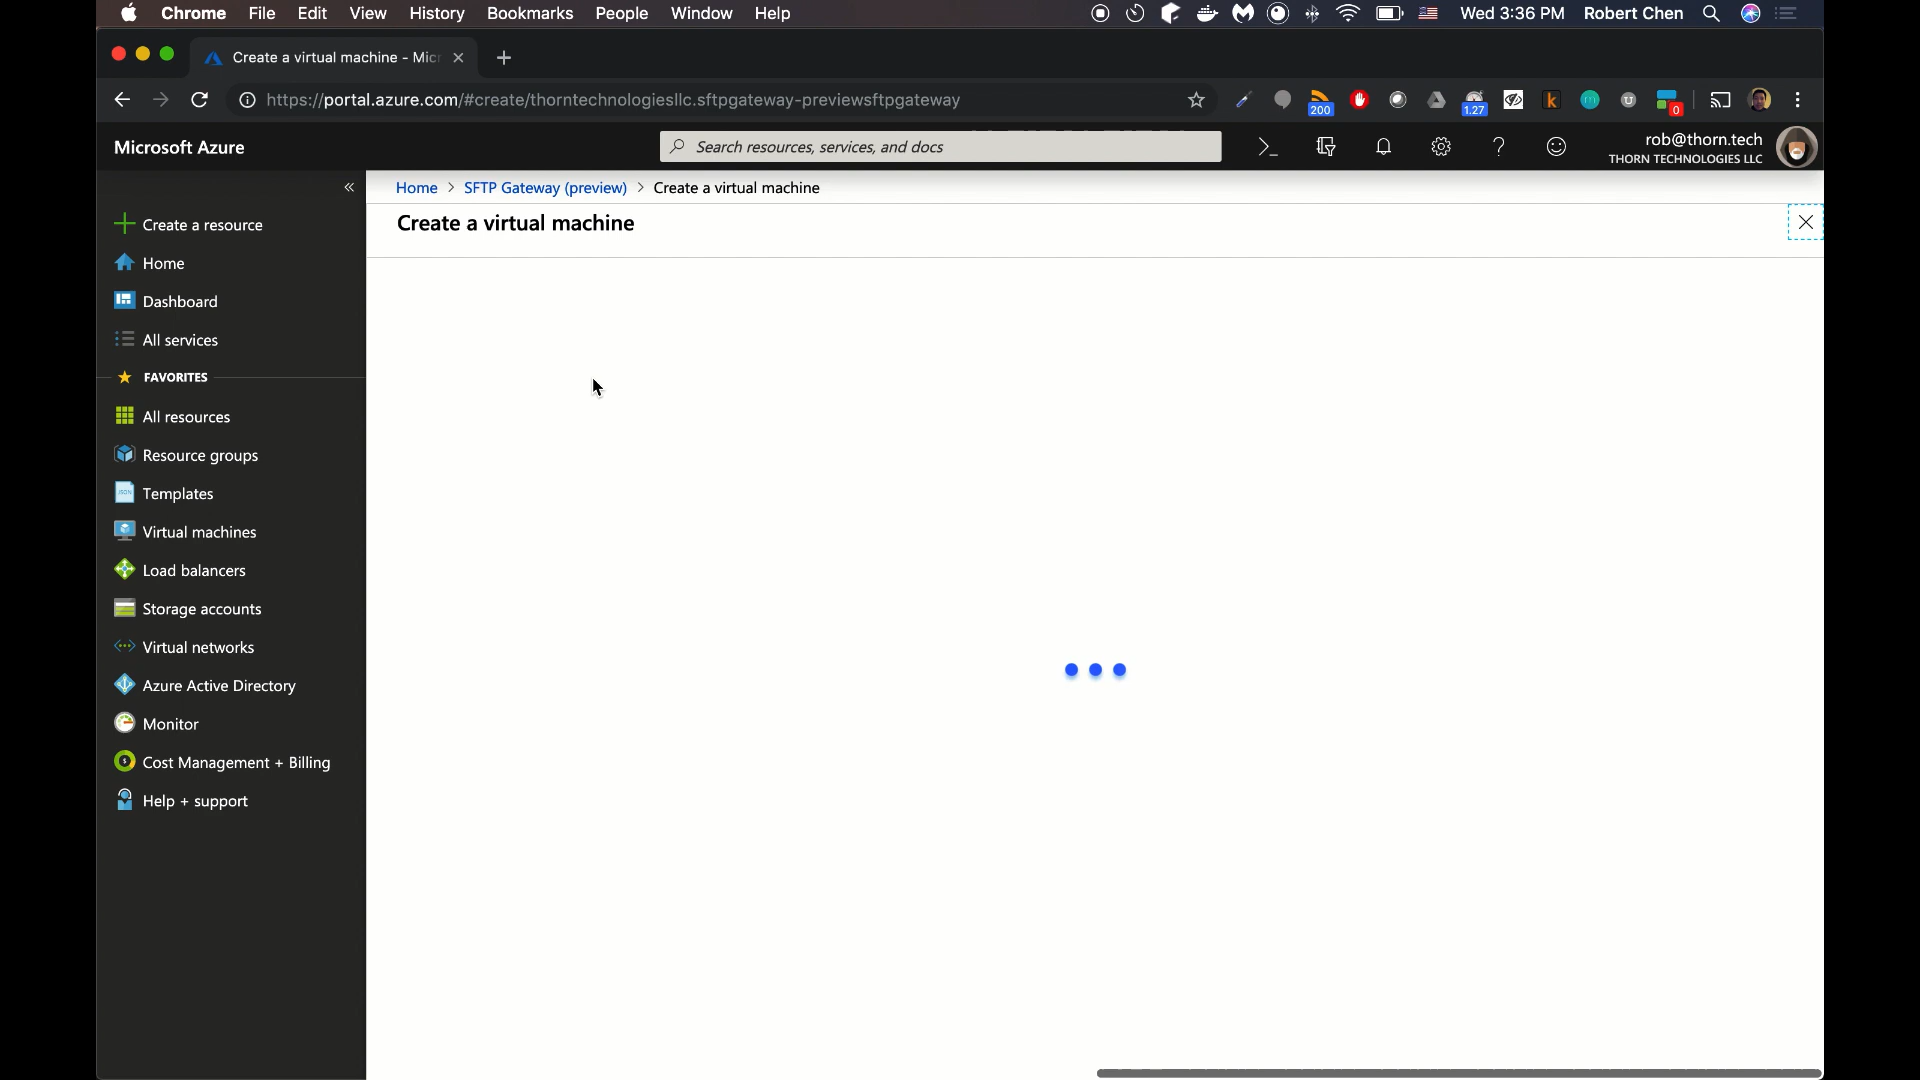 Chrome File Edit View History Bookmarks People Window Help Wed 3:36 PM Robert Chen
Create a virtual machine - Mic
https://portal.azure.com/#create/thorntechnologiesllc.sftpgateway-previewsftpgateway
200
1.27
k
0
Microsoft Azure
Search resources, services, and docs
rob@thorn.tech
THORN TECHNOLOGIES LLC
Home > SFTP Gateway (preview) > Create a virtual machine
Create a virtual machine
Create a resource
Home
Dashboard
All services
FAVORITES
All resources
Resource groups
Templates
Virtual machines
Load balancers
Storage accounts
Virtual networks
Azure Active Directory
Monitor
Cost Management + Billing
Help + support